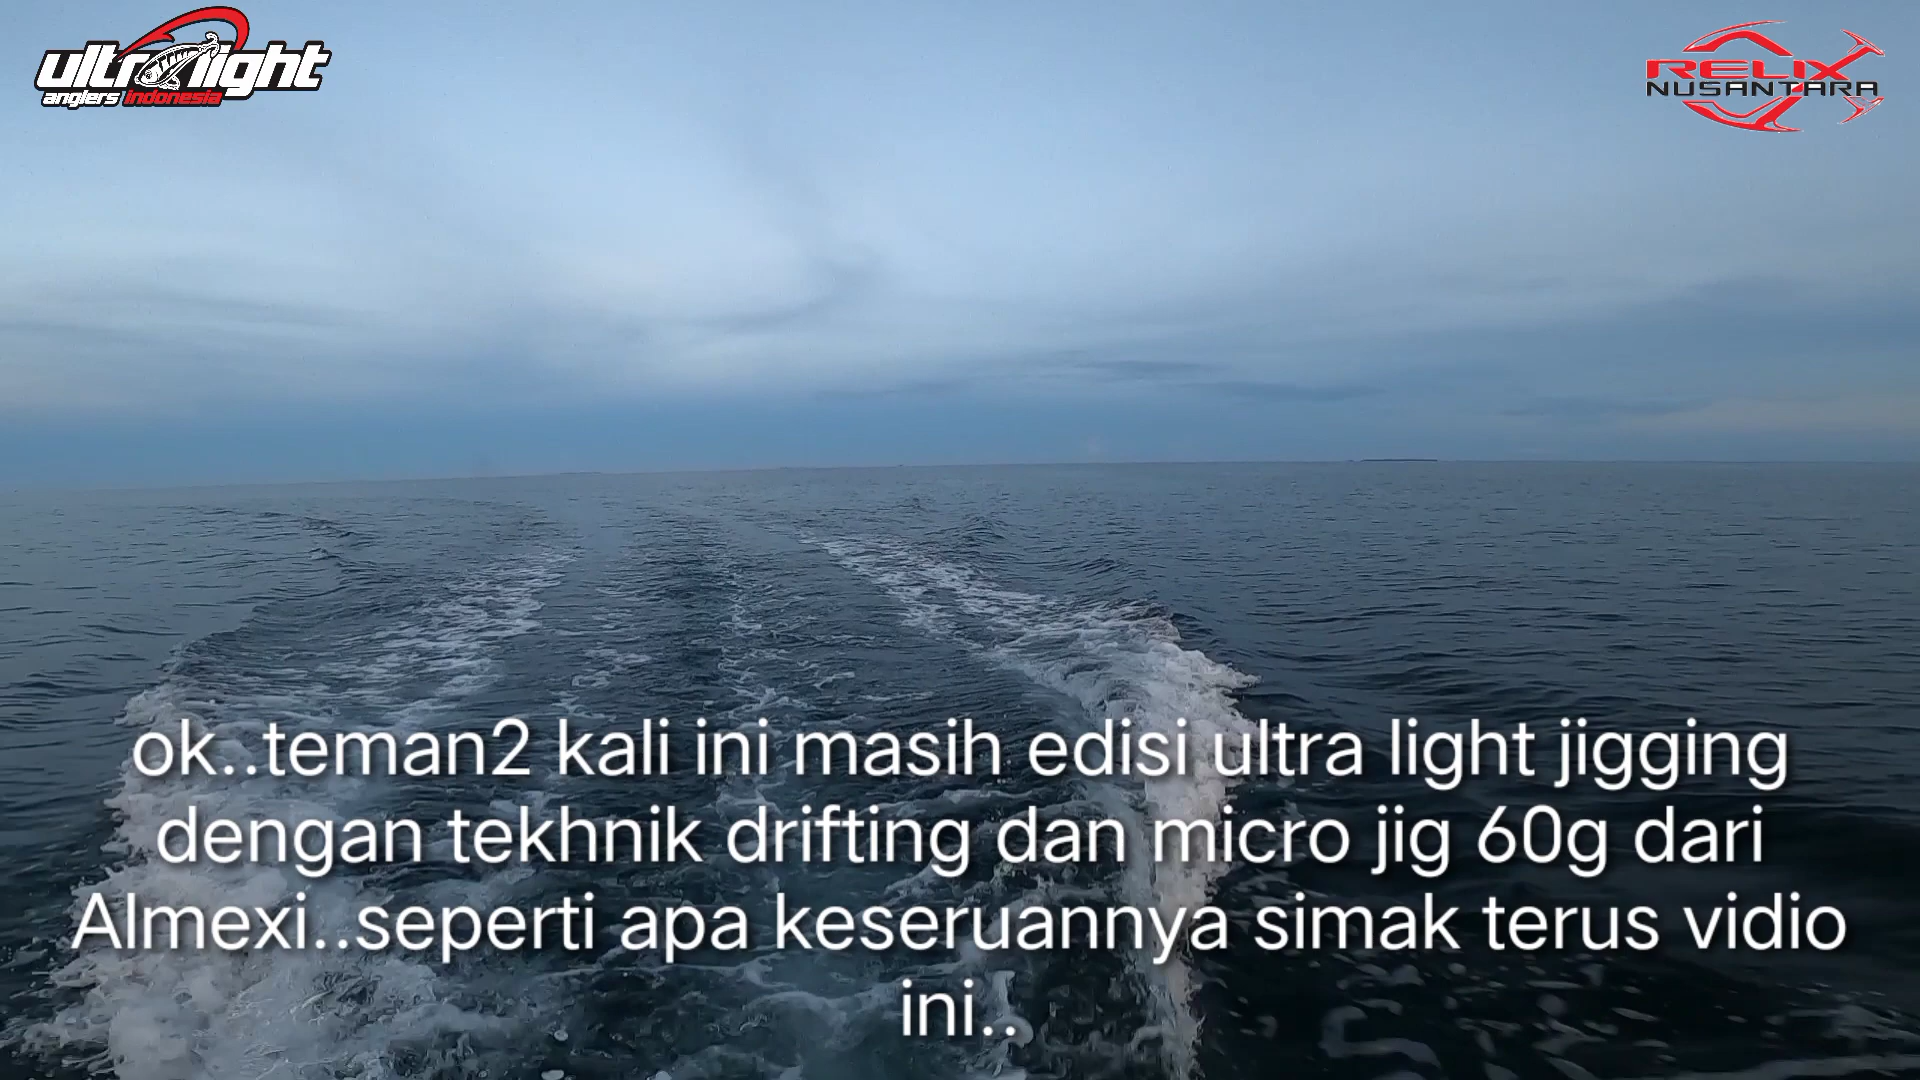 ultralight
anglers indonesia
RELIX
NUSANTARA
ok..teman2 kali ini masih edisi ultra light jigging
dengan tekhnik drifting dan micro jig 60g dari
Almexi..seperti apa keseruannya simak terus vidio
ini..